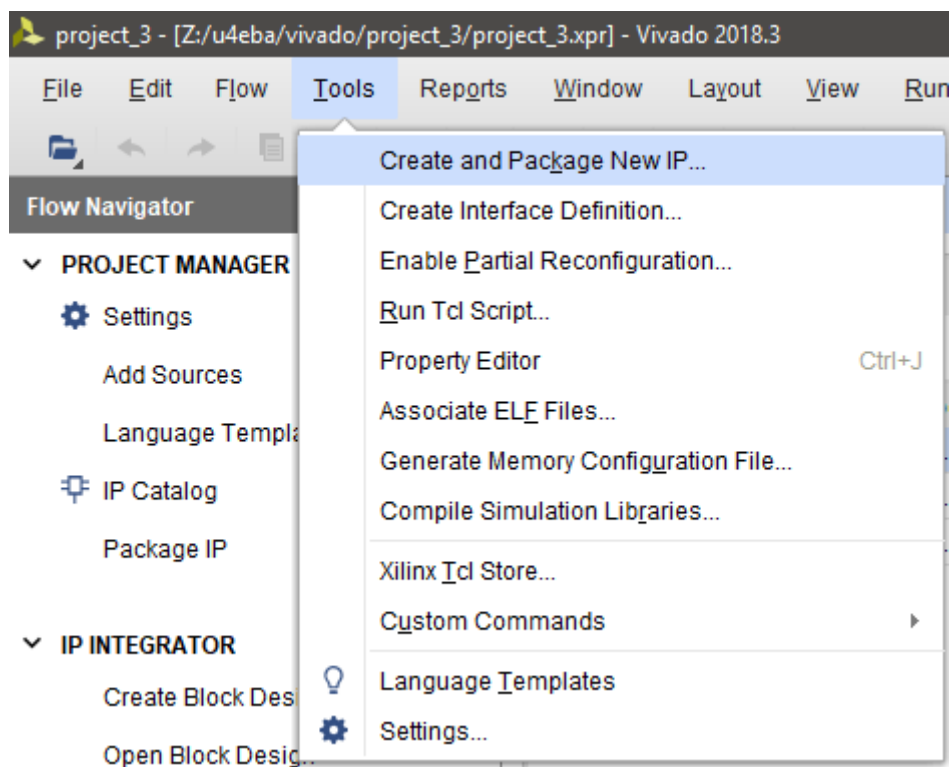 project_3 - [Z:/u4eba/vivado/project_3/project_3.xpr] - Vivado 2018.3
File Edit Flow Tools Reports Window Layout View Run
Flow Navigator
PROJECT MANAGER
Settings
Add Sources
Language Templa
IP Catalog
Package IP
IP INTEGRATOR
Create Block Desi
Open Block Design
Create and Package New IP...
Create Interface Definition...
Enable Partial Reconfiguration...
Run Tcl Script...
Property Editor Ctrl+J
Associate ELF Files...
Generate Memory Configuration File...
Compile Simulation Libraries...
Xilinx Tcl Store...
Custom Commands
Language Templates
Settings...